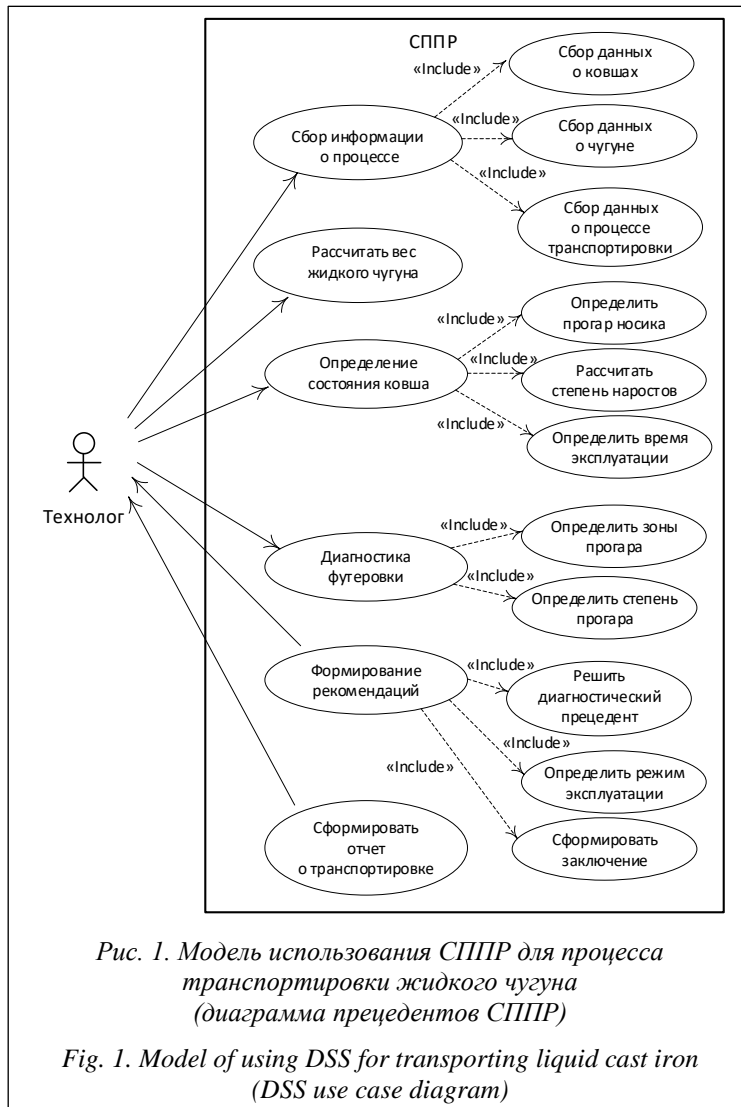 СППР
«Include»
Сбор данных
о ковшах
Сбор информации
о процессе
«Include»
Сбор данных
о чугуне
«Include»
Сбор данных
о процессе
транспортировки
Рассчитать вес
жидкого чугуна
Определение
состояния ковша
«Include»
Определить
прогар носика
«Include»
Рассчитать
степень наростов
«Include»
Определить время
эксплуатации
Технолог
Диагностика
футеровки
«Include»
Определить зоны
прогара
«Include»
Определить степень
прогара
Формирование
рекомендаций
«Include»
Решить
диагностический
прецедент
«Include»
Определить режим
эксплуатации
«Include»
Сформировать
заключение
Сформировать
отчет
о транспортировке
Рис. 1. Модель использования СППР для процесса
транспортировки жидкого чугуна
(диаграмма прецедентов СППР)
Fig. 1. Model of using DSS for transporting liquid cast iron
(DSS use case diagram)